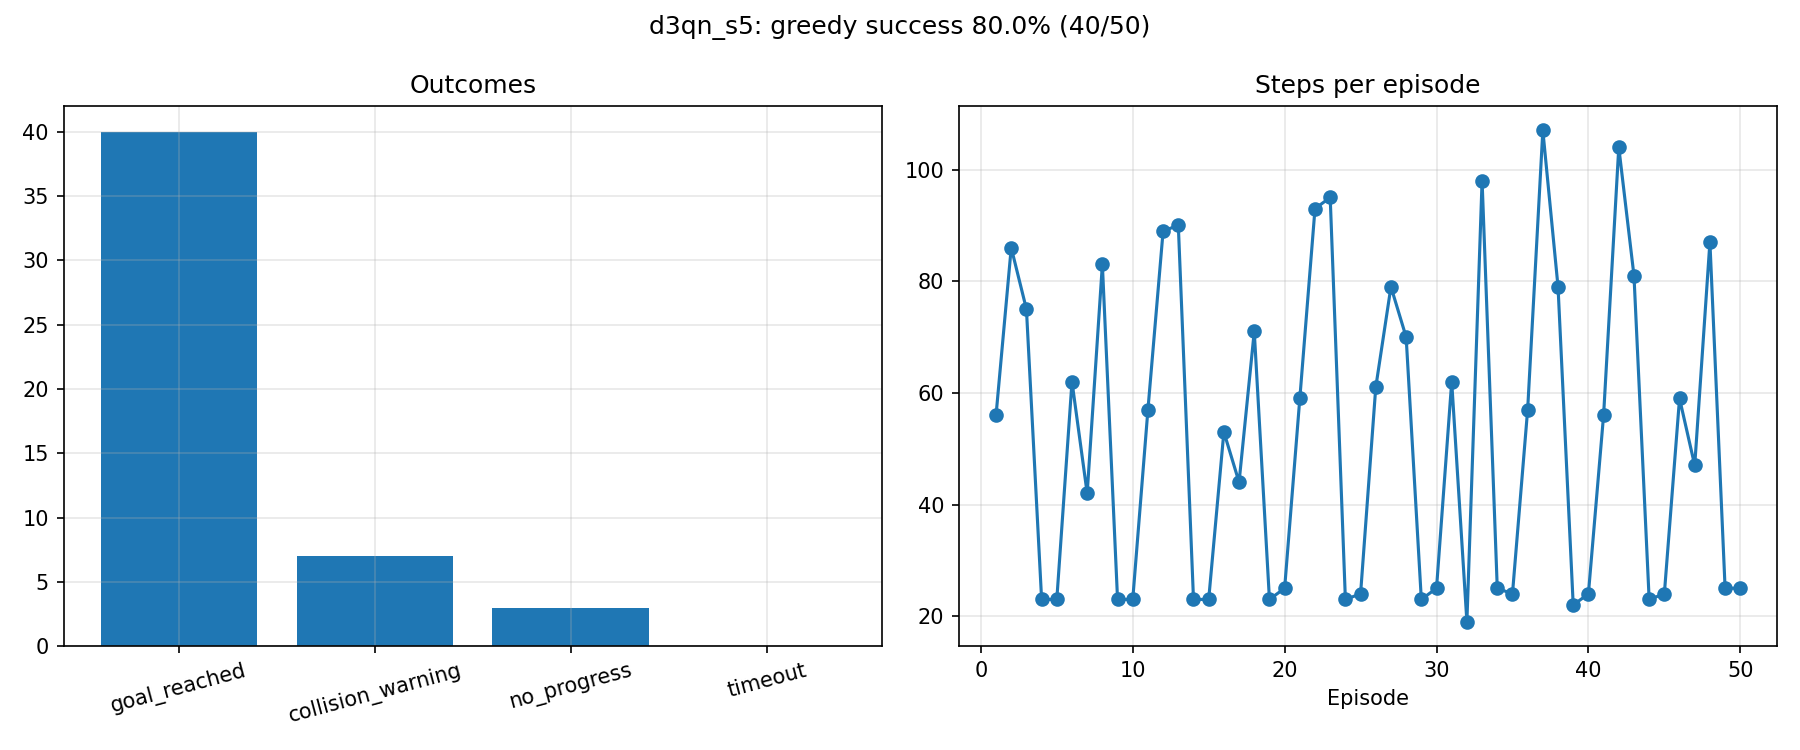 d3qn_s5: greedy success 80.0% (40/50)
Outcomes
40
35
30
25
20
15
10
5
0
goal_reached
collision_warning
no_progress
timeout
Steps per episode
100
80
60
40
20
0
10
20
30
40
50
Episode